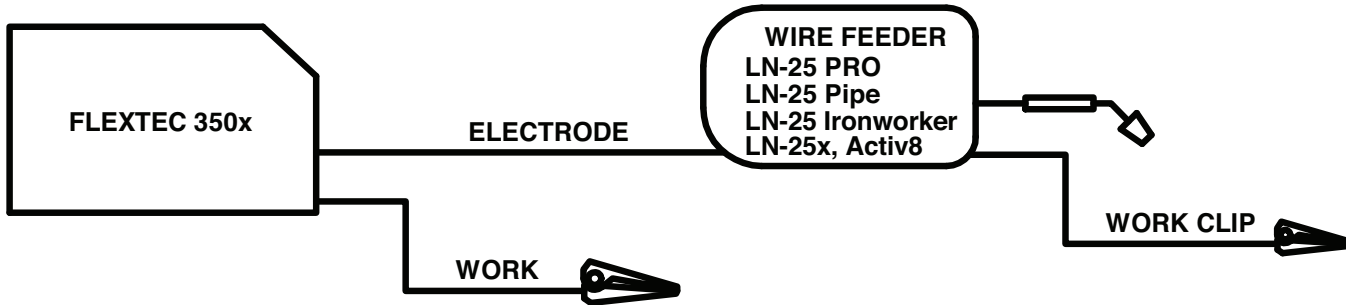 WIRE FEEDER
LN-25 PRO
LN-25 Pipe
LN-25 Ironworker
LN-25x, Activ8
FLEXTEC 350x
ELECTRODE
WORK CLIP
WORK